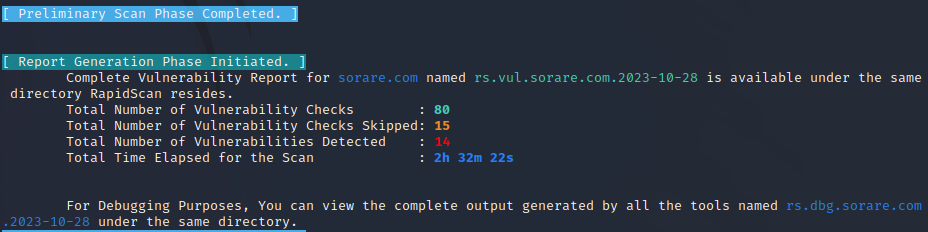 [ Preliminary Scan Phase Completed. ]
[ Report Generation Phase Initiated. ]
Complete Vulnerability Report for sorare.com named rs.vul.sorare.com.2023-10-28 is available under the same
directory RapidScan resides.
Total Number of Vulnerability Checks : 80
Total Number of Vulnerability Checks Skipped: 15
Total Number of Vulnerabilities Detected : 14
Total Time Elapsed for the Scan : 2h 32m 22s
For Debugging Purposes, You can view the complete output generated by all the tools named rs.dbg.sorare.com
.2023-10-28 under the same directory.